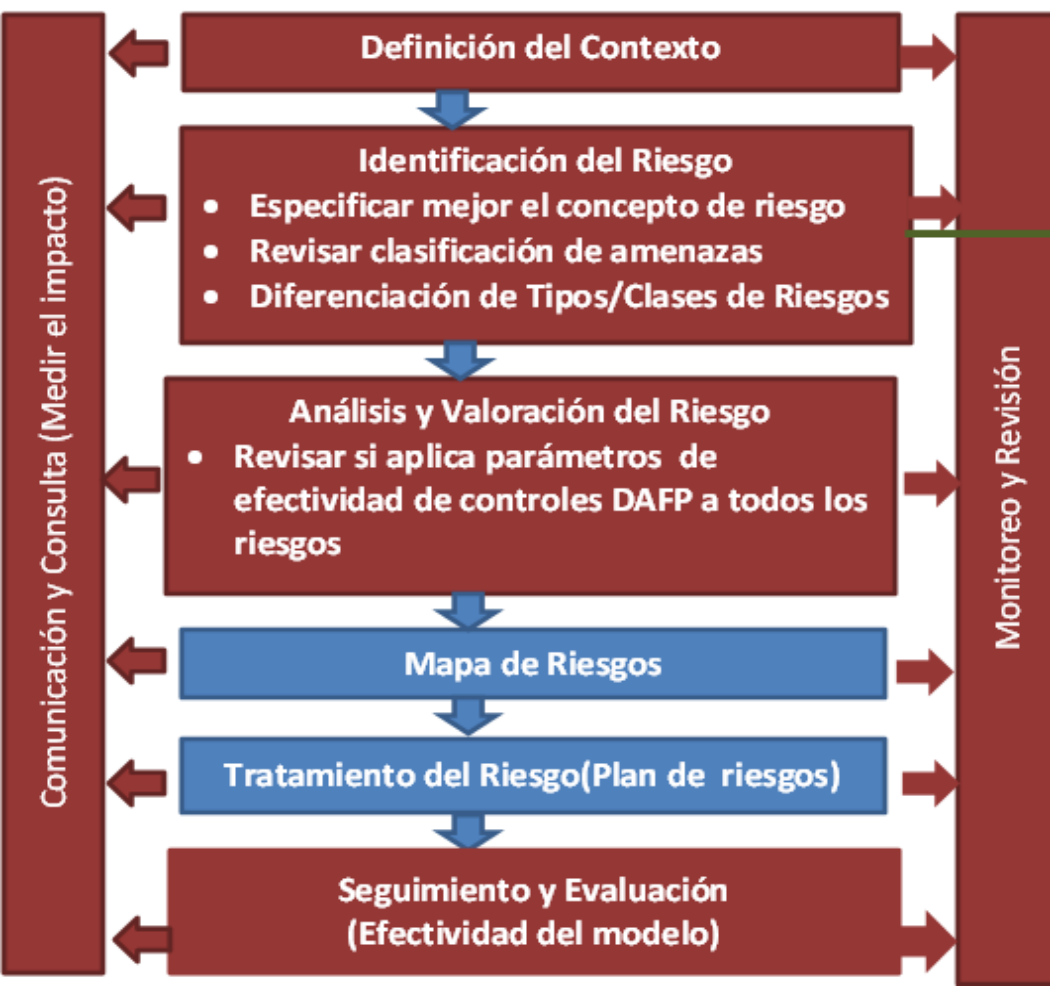 Comunicación y Consulta (Medir el impacto)
Definición del Contexto
Identificación del Riesgo
• Especificar mejor el concepto de riesgo
• Revisar clasificación de amenazas
• Diferenciación de Tipos/Clases de Riesgos
Análisis y Valoración del Riesgo
• Revisar si aplica parámetros de
efectividad de controles DAFP a todos los
riesgos
Mapa de Riesgos
Tratamiento del Riesgo(Plan de riesgos)
Seguimiento y Evaluación
(Efectividad del modelo)
Monitoreo y Revisión